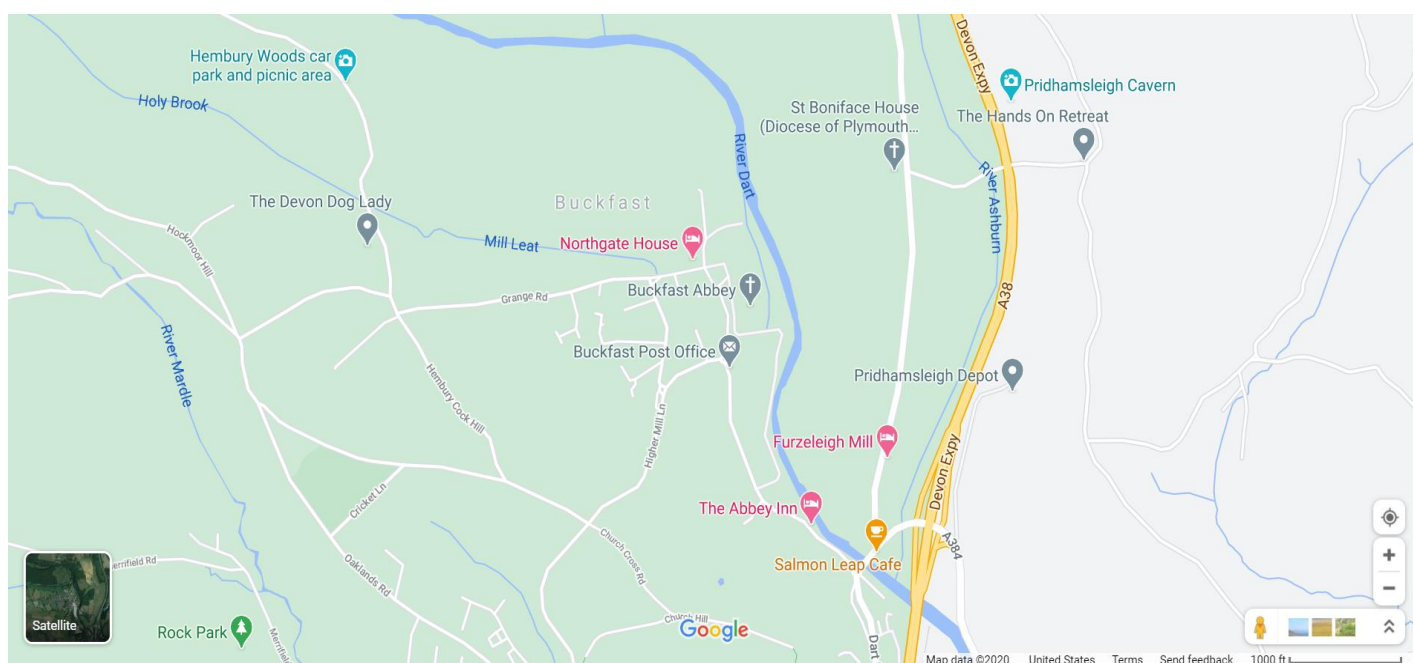 Hembury Woods car
park and picnic area
Holy Brook
The Devon Dog Lady
Hockmoor Hill
River Mardle
Mill Leat
Buckfast
Northgate House
Buckfast Abbey
Grange Rd
Buckfast Post Office
Hembury Cock Hill
Higher Mill Ln
Cricket Ln
Oaklands Rd
Church Cross Rd
Church Hill
Merrifield Rd
Rock Park
River Dart
St Boniface House
(Diocese of Plymouth...
Devon Expy
Pridhamsleigh Cavern
The Hands On Retreat
River Ashburn
A38
Pridhamsleigh Depot
Furzeleigh Mill
Devon Expy
The Abbey Inn
A384
Salmon Leap Cafe
Dart
Satellite
Google
Map data ©2020 United States Terms Send feedback 1000 ft